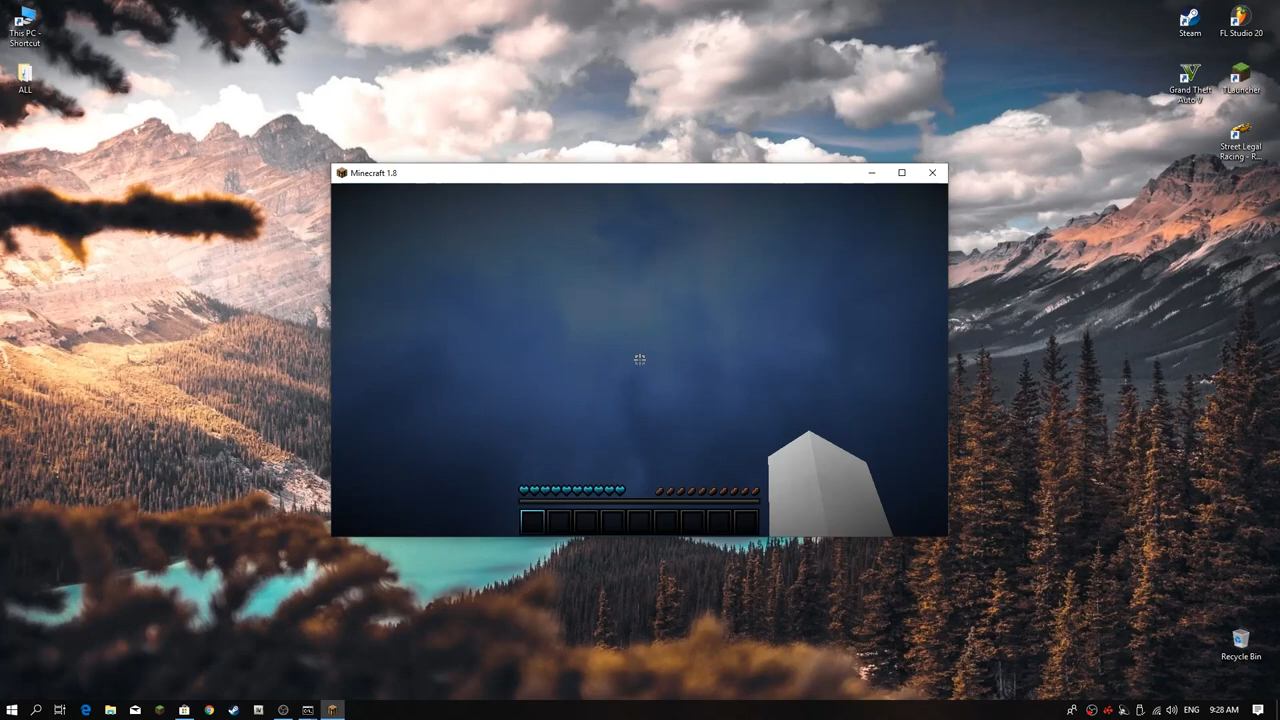 This PC -
Shortcut
ALL
Steam
FL Studio 20
Grand Theft
Auto V
TLauncher
Street Legal
Racing - R...
Minecraft 1.8
Recycle Bin
ENG
9:28 AM